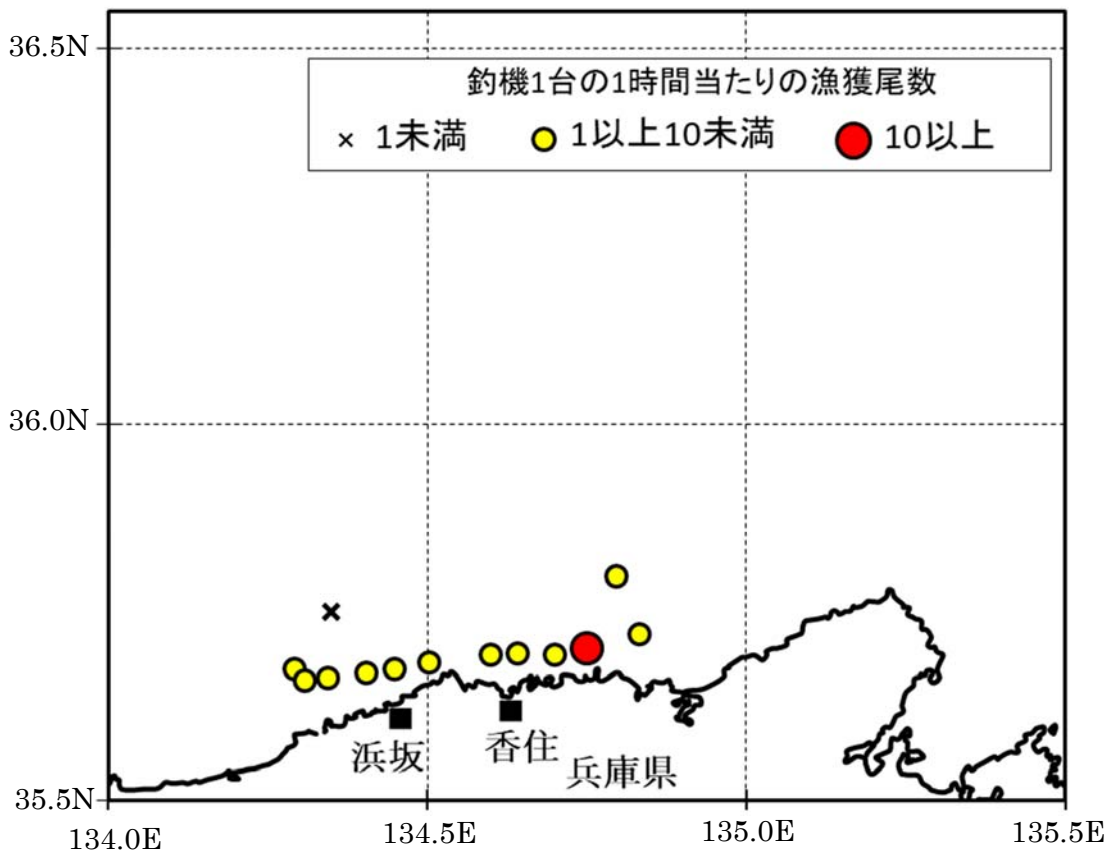 36.5N
釣機1台の1時間当たりの漁獲尾数
× 1未満 1以上10未満 10以上
36.0N
浜坂
香住
兵庫県
35.5N
134.0E 134.5E 135.0E 135.5E